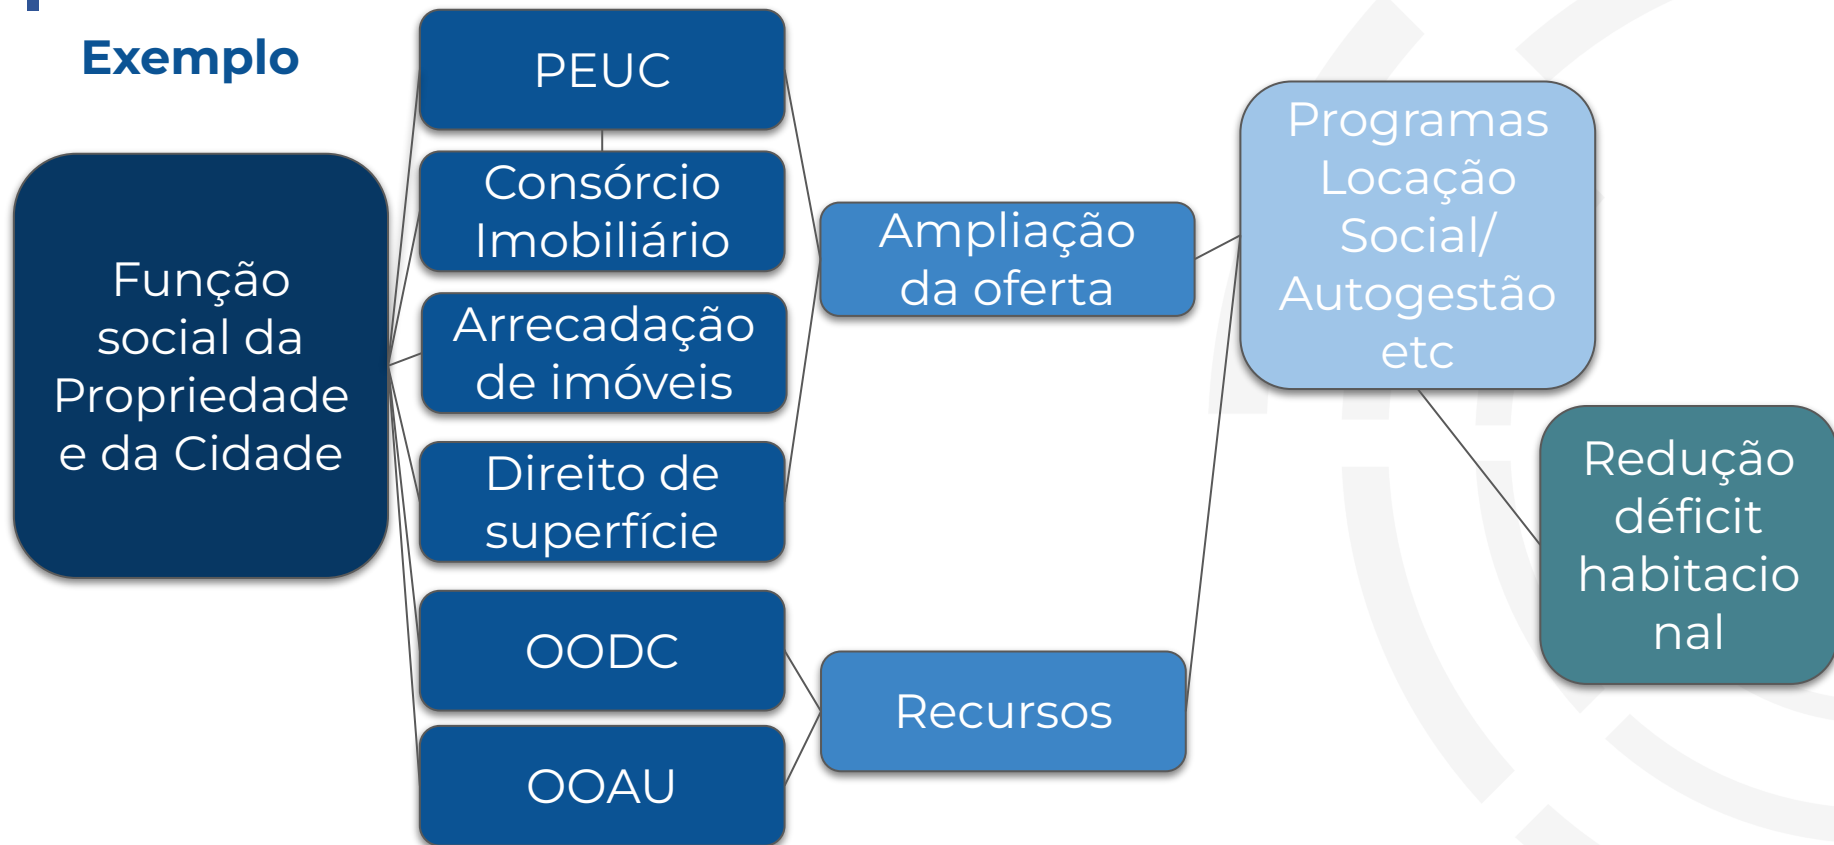 Exemplo
Função
social da
Propriedade
e da Cidade
PEUC
Consórcio
Imobiliário
Arrecadação
de imóveis
Direito de
superfície
OODC
OOAU
Ampliação
da oferta
Recursos
Programas
Locação
Social/
Autogestão
etc
Redução
déficit
habitacio
nal